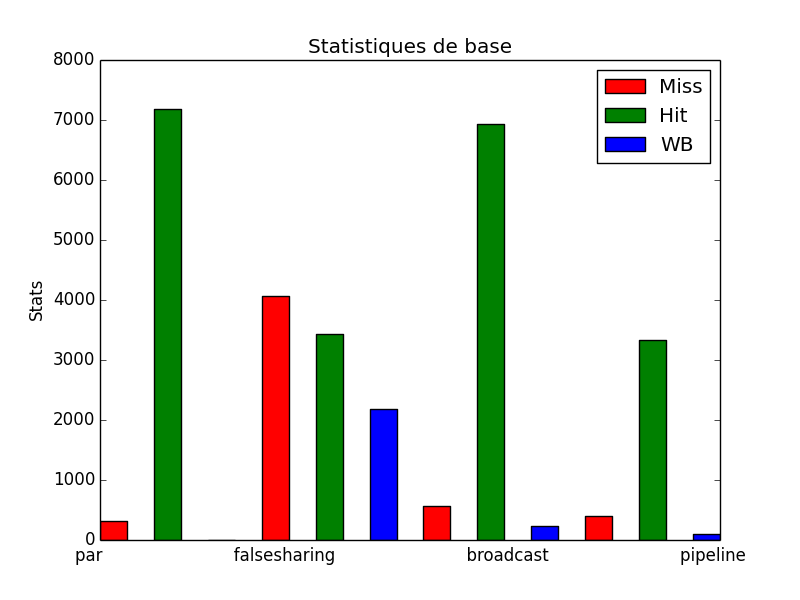 Statistiques de base
8000
7000
6000
5000
4000
3000
2000
1000
0
Stats
Miss
Hit
WB
par falsesharing broadcast pipeline